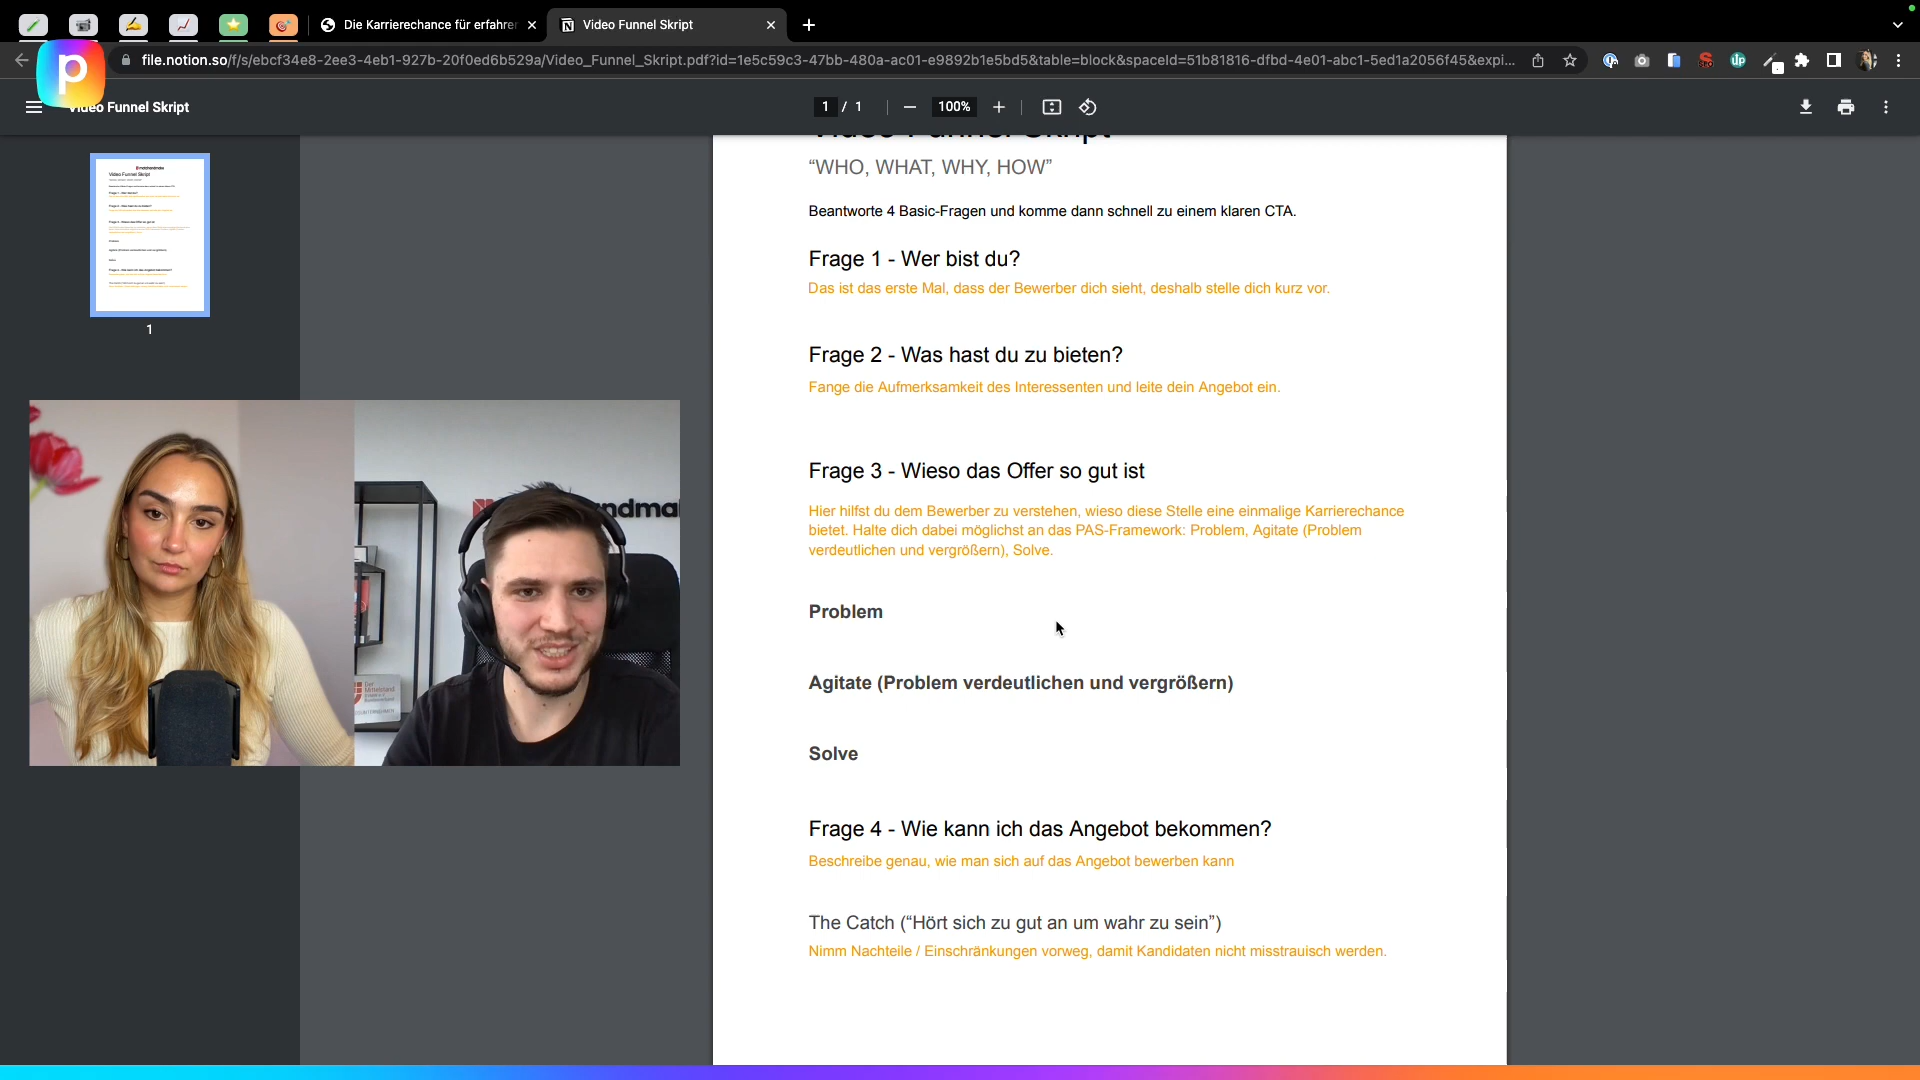 Die Karrierechance für erfahre
Video Funnel Skript
file.notion.so/f/s/ebcf34e8-2ee3-4eb1-927b-20f0ed6b529a/Video_Funnel_Skript.pdf?id=1e5c59c3-47bb-480a-ac01-e9892b1e5bd5&table=block&spaceId=51b81816-dfbd-4e01-abc1-5ed1a2056f45&expi...
p
Video Funnel Skript
1 / 1
100%
Video Funnel Skript
“WHO, WHAT, WHY, HOW”
Beantworte 4 Basic-Fragen und komme dann schnell zu einem klaren CTA.
Frage 1 - Wer bist du?
Das ist das erste Mal, dass der Bewerber dich sieht, deshalb stelle dich kurz vor.
Frage 2 - Was hast du zu bieten?
Fange die Aufmerksamkeit des Interessenten und leite dein Angebot ein.
Frage 3 - Wieso das Offer so gut ist
Hier hilfst du dem Bewerber zu verstehen, wieso diese Stelle eine einmalige Karrierechance
bietet. Halte dich dabei möglichst an das PAS-Framework: Problem, Agitate (Problem
verdeutlichen und vergrößern), Solve.
Problem
Agitate (Problem verdeutlichen und vergrößern)
Solve
Frage 4 - Wie kann ich das Angebot bekommen?
Beschreibe genau, wie man sich auf das Angebot bewerben kann
The Catch (“Hört sich zu gut an um wahr zu sein”)
Nimm Nachteile / Einschränkungen vorweg, damit Kandidaten nicht misstrauisch werden.
1
ndma
Der
Mittelstand